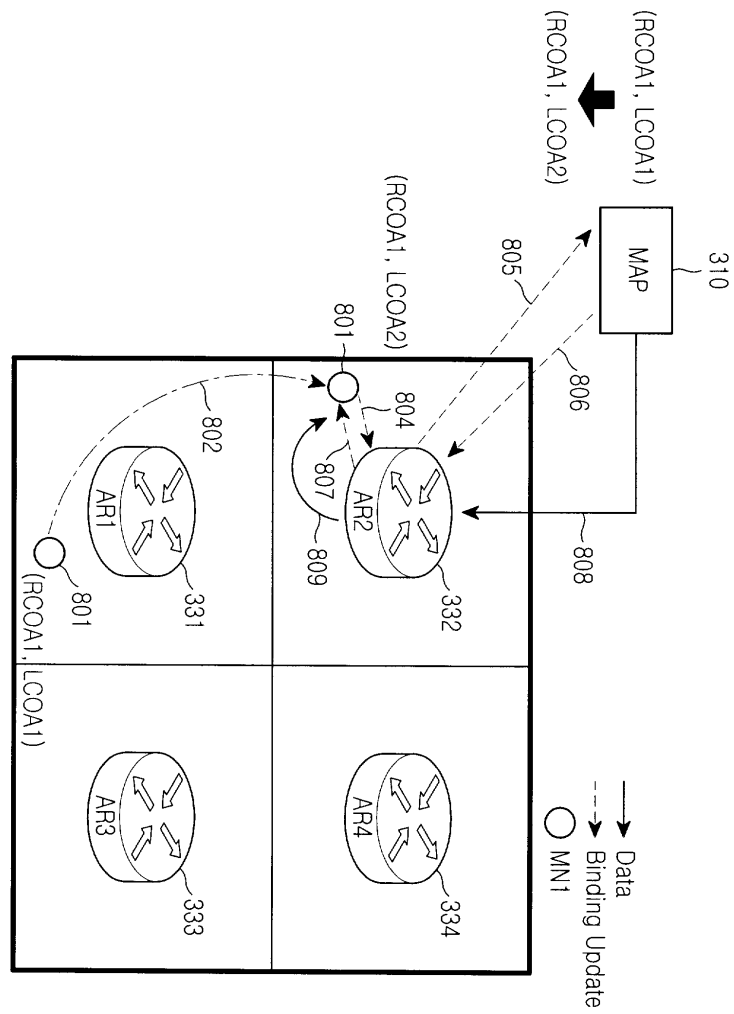 Data
Binding Update
MN1
310
MAP
(RCOA1, LCOA1)
(RCOA1, LCOA2)
805
806
808
(RCOA1, LCOA2)
801
804
807
809
AR2
332
AR4
334
802
AR1
331
801
(RCOA1, LCOA1)
AR3
333